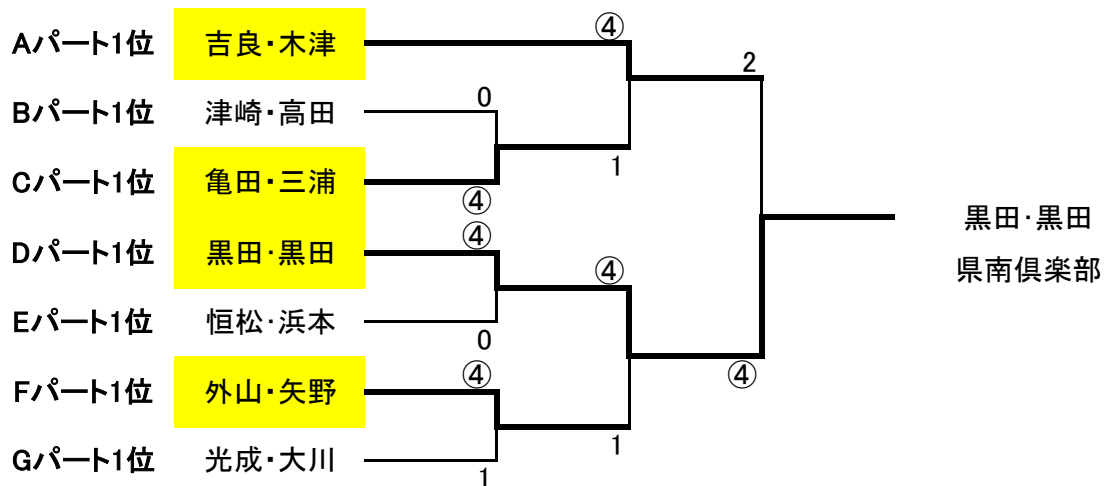 Aパート1位 吉良・木津 ④
2
Bパート1位 津崎・高田 0
1
Cパート1位 亀田・三浦 ④
黒田・黒田
Dパート1位 黒田・黒田 ④
④
県南倶楽部
Eパート1位 恒松・浜本 0
④
Fパート1位 外山・矢野 ④
1
Gパート1位 光成・大川 1